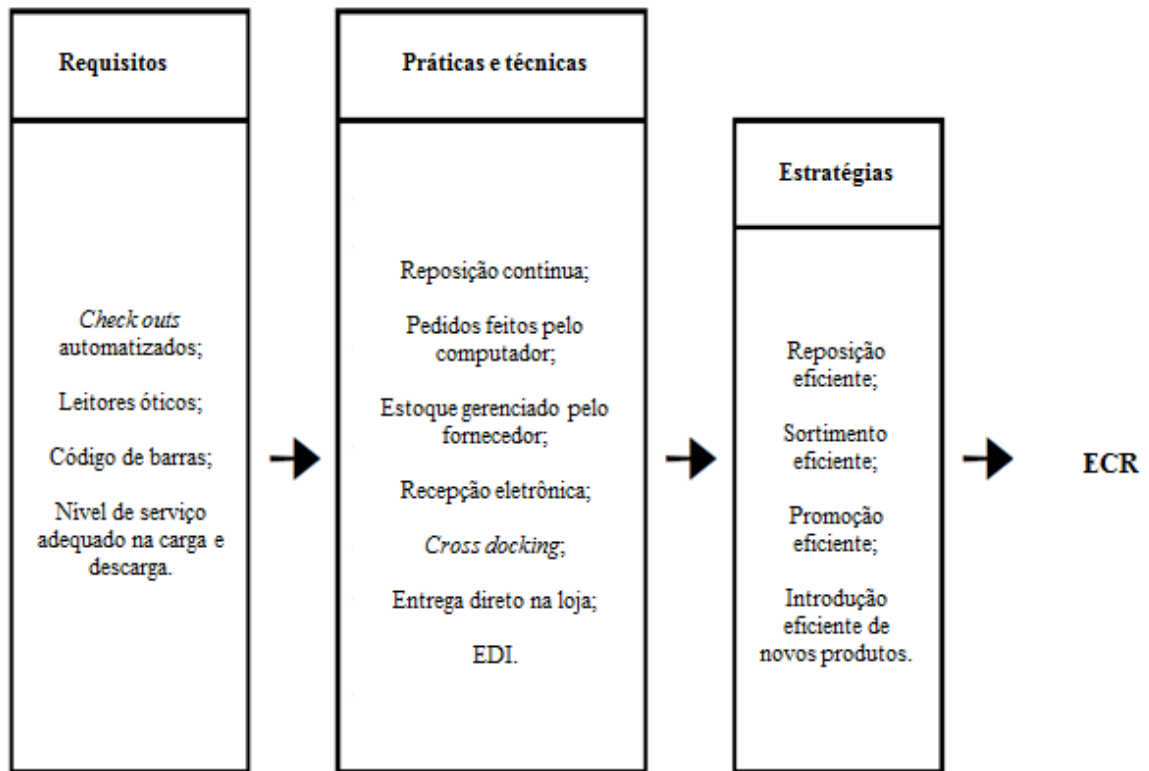 Requisitos
Check outs
automatizados;
Leitores óticos;
Código de barras;
Nível de serviço
adequado na carga e
descarga.
Práticas e técnicas
Reposição contínua;
Pedidos feitos pelo
computador;
Estoque gerenciado pelo
fornecedor;
Recepção eletrônica;
Cross docking;
Entrega direto na loja;
EDI.
Estratégias
Reposição
eficiente;
Sortimento
eficiente;
Promoção
eficiente;
Introdução
eficiente de
novos produtos.
ECR